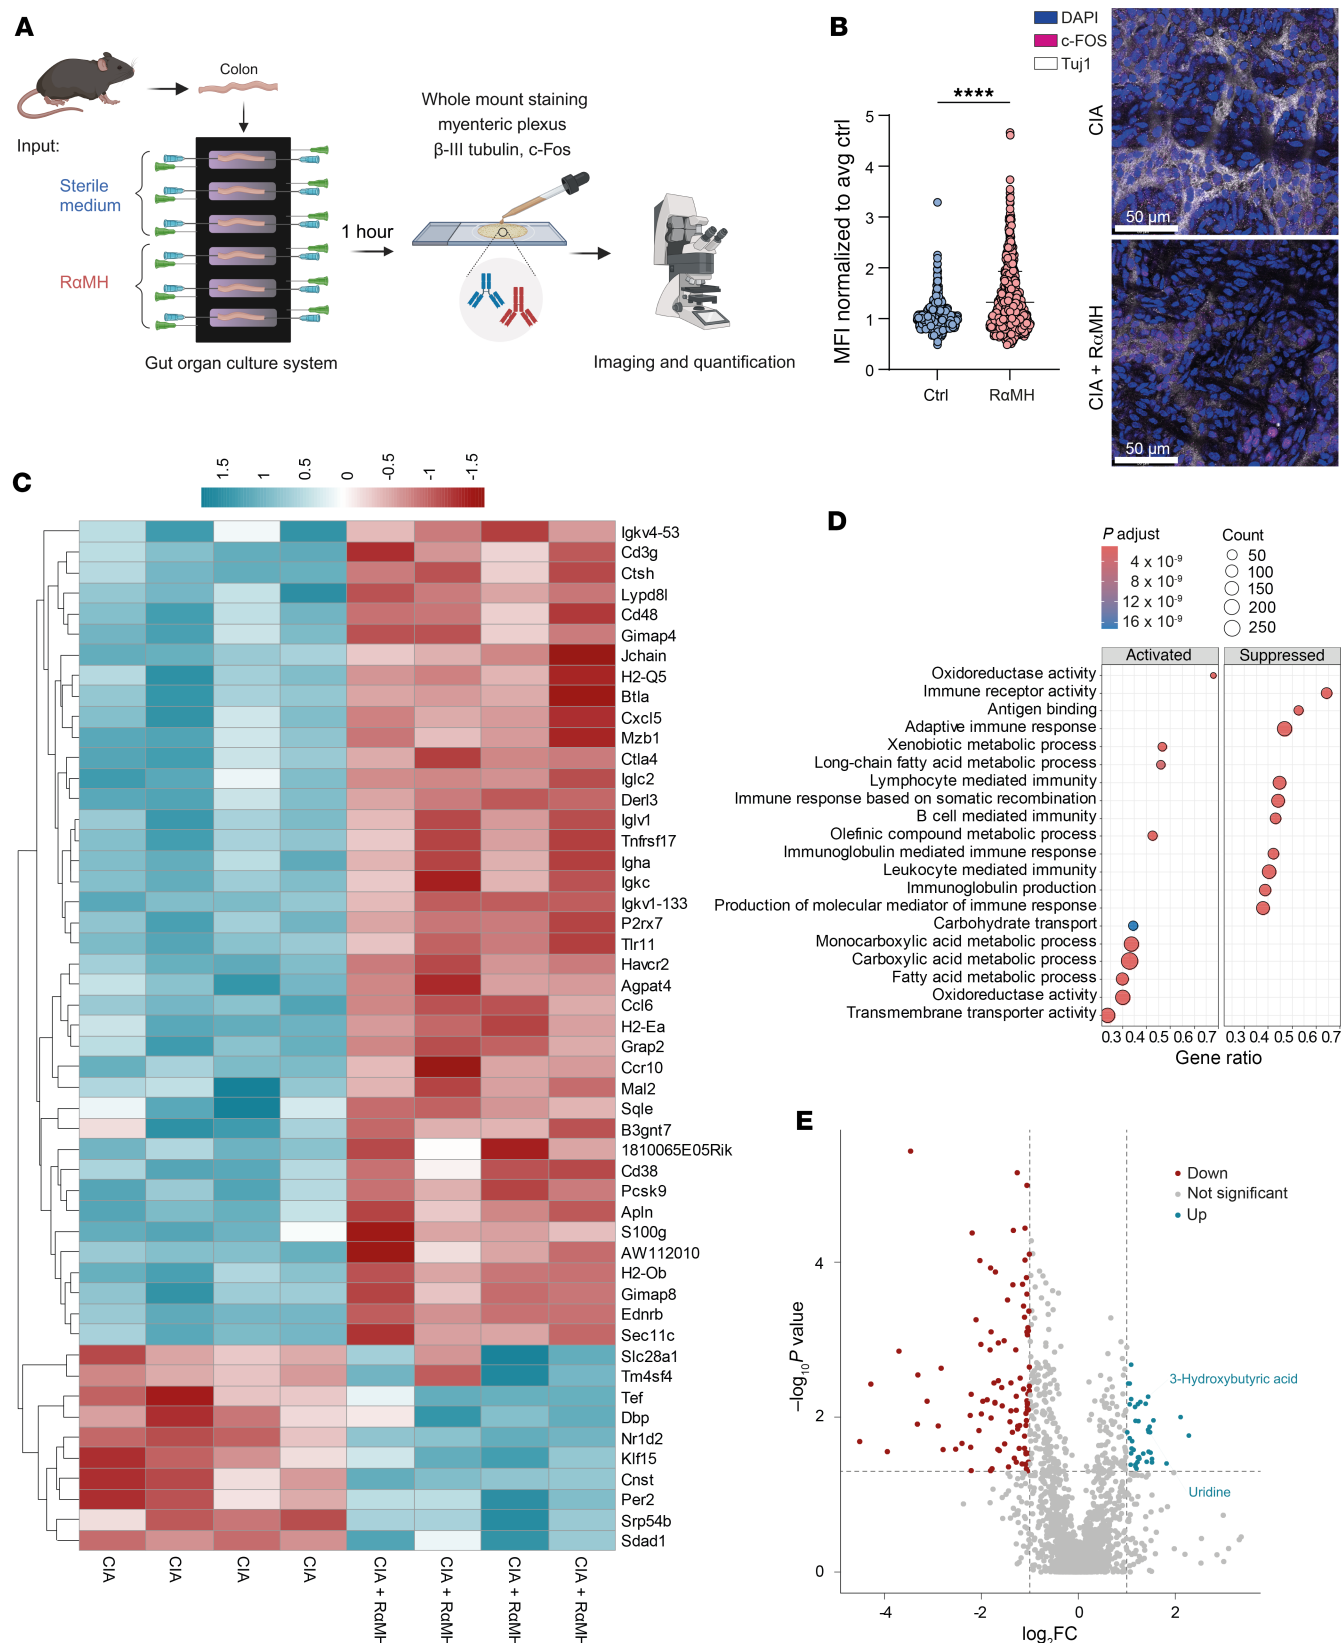 A
Colon
Input:
Sterile
medium
RαMH
Gut organ culture system
1 hour
Whole mount staining
myenteric plexus
β-III tubulin, c-Fos
Imaging and quantification
B
DAPI
c-FOS
Tuj1
****
MFI normalized to avg ctrl
5
4
3
2
1
0
Ctrl
RαMH
CIA
50 µm
CIA + RαMH
50 µm
C
1.5
1
0.5
0
-0.5
-1
-1.5
Igkv4-53
Cd3g
Ctsh
Lypd8l
Cd48
Gimap4
Jchain
H2-Q5
Btla
Cxcl5
Mzb1
Ctla4
Iglc2
Derl3
Iglv1
Tnfrsf17
Igha
Igkc
Igkv1-133
P2rx7
Tlr11
Havcr2
Agpat4
Ccl6
H2-Ea
Grap2
Ccr10
Mal2
Sqle
B3gnt7
1810065E05Rik
Cd38
Pcsk9
Apln
S100g
AW112010
H2-Ob
Gimap8
Ednrb
Sec11c
Slc28a1
Tm4sf4
Tef
Dbp
Nr1d2
Klf15
Cnst
Per2
Srp54b
Sdad1
CIA
CIA
CIA
CIA
CIA + RαMH
CIA + RαMH
CIA + RαMH
CIA + RαMH
D
P adjust
4 x 10-9
8 x 10-9
12 x 10-9
16 x 10-9
Count
50
100
150
200
250
Activated
Suppressed
Oxidoreductase activity
Immune receptor activity
Antigen binding
Adaptive immune response
Xenobiotic metabolic process
Long-chain fatty acid metabolic process
Lymphocyte mediated immunity
Immune response based on somatic recombination
B cell mediated immunity
Olefinic compound metabolic process
Immunoglobulin mediated immune response
Leukocyte mediated immunity
Immunoglobulin production
Production of molecular mediator of immune response
Carbohydrate transport
Monocarboxylic acid metabolic process
Carboxylic acid metabolic process
Fatty acid metabolic process
Oxidoreductase activity
Transmembrane transporter activity
0.3 0.4 0.5 0.6 0.7
0.3 0.4 0.5 0.6 0.7
Gene ratio
E
Down
Not significant
Up
3-Hydroxybutyric acid
Uridine
−log10P value
4
2
0
-4
-2
0
2
log2FC